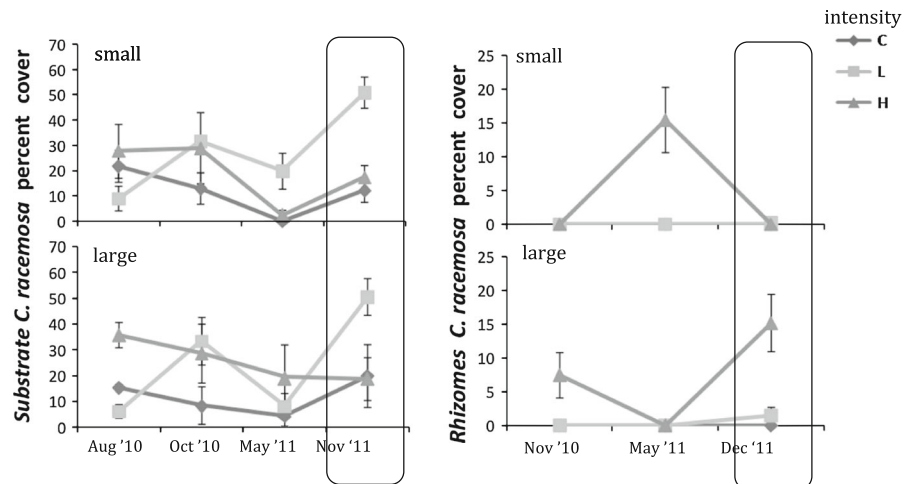 intensity
C
L
H
Substrate C. racemosa percent cover
small
70
60
50
40
30
20
10
0
large
70
60
50
40
30
20
10
0
Aug ’10 Oct ’10 May ’11 Nov ’11
Rhizomes C. racemosa percent cover
small
25
20
15
10
5
0
large
25
20
15
10
5
0
Nov ’10 May ’11 Dec ’11